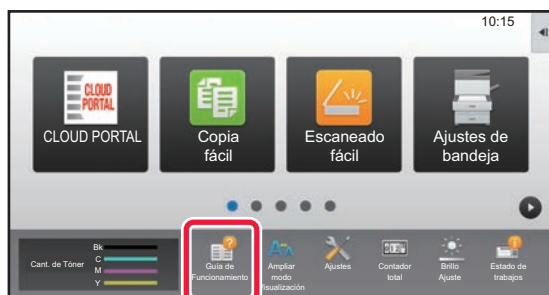 10:15
CLOUD
PORTAL
CLOUD PORTAL
Copia
fácil
Escaneado
fácil
Ajustes de
bandeja
Cant. de Tóner
Bk
C
M
Y
Guía de
Funcionamiento
Ampliar
modo
Visualización
Ajustes
Contador
total
Brillo
Ajuste
Estado de
trabajos